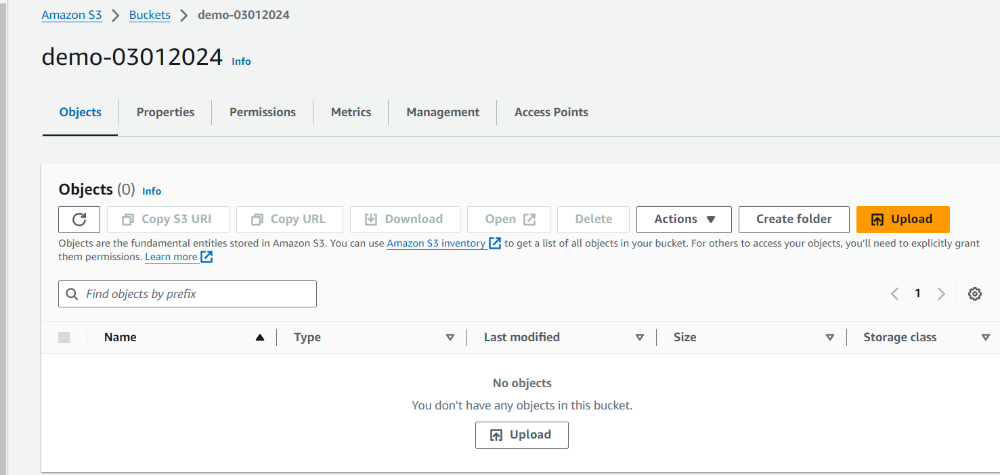 Amazon S3 > Buckets > demo-03012024
demo-03012024 Info
Objects Properties Permissions Metrics Management Access Points
Objects (0) Info
Copy S3 URI Copy URL Download Open Delete Actions Create folder Upload
Objects are the fundamental entities stored in Amazon S3. You can use Amazon S3 inventory to get a list of all objects in your bucket. For others to access your objects, you’ll need to explicitly grant
them permissions. Learn more
Find objects by prefix 1
Name Type Last modified Size Storage class
No objects
You don't have any objects in this bucket.
Upload